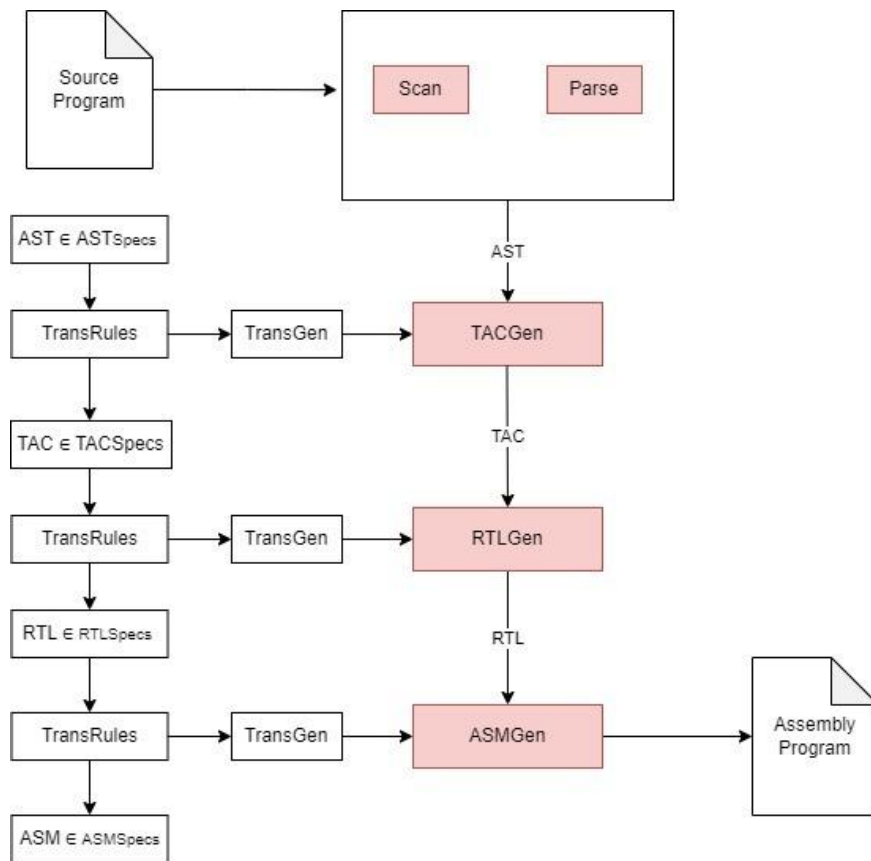 Source
Program
Scan
Parse
AST ∈ ASTSpecs
AST
TransRules
TransGen
TACGen
TAC ∈ TACSpecs
TAC
TransRules
TransGen
RTLGen
RTL ∈ RTLSpecs
RTL
TransRules
TransGen
ASMGen
Assembly
Program
ASM ∈ ASMSpecs